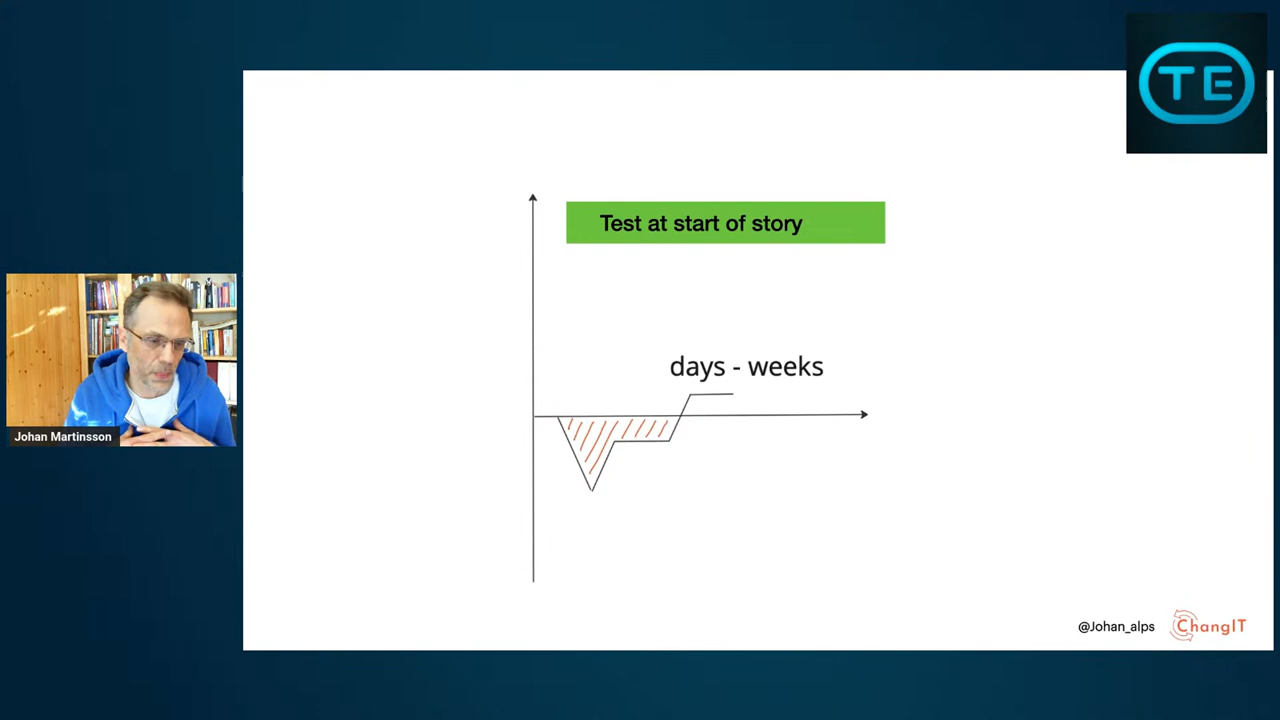 TE
Test at start of story
days - weeks
Johan Martinsson
@Johan_alps
ChangIT